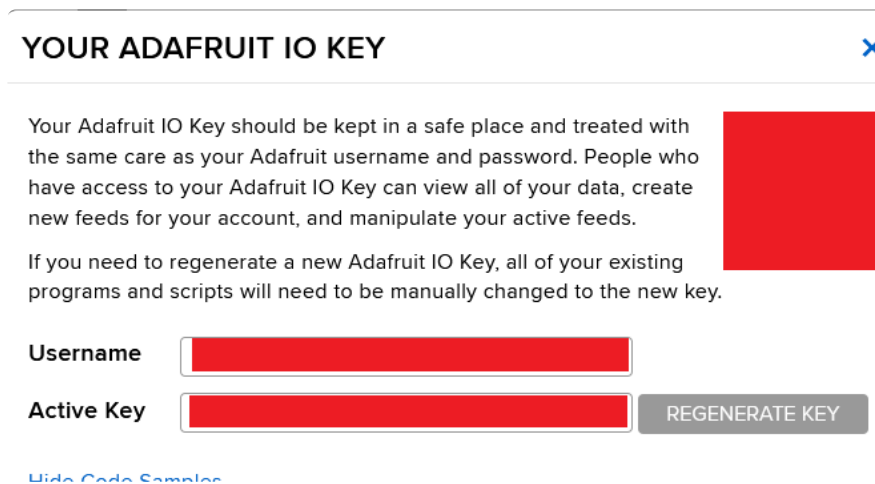 YOUR ADAFRUIT IO KEY
Your Adafruit IO Key should be kept in a safe place and treated with
the same care as your Adafruit username and password. People who
have access to your Adafruit IO Key can view all of your data, create
new feeds for your account, and manipulate your active feeds.
If you need to regenerate a new Adafruit IO Key, all of your existing
programs and scripts will need to be manually changed to the new key.
Username
Active Key
REGENERATE KEY
Hide Code Samples